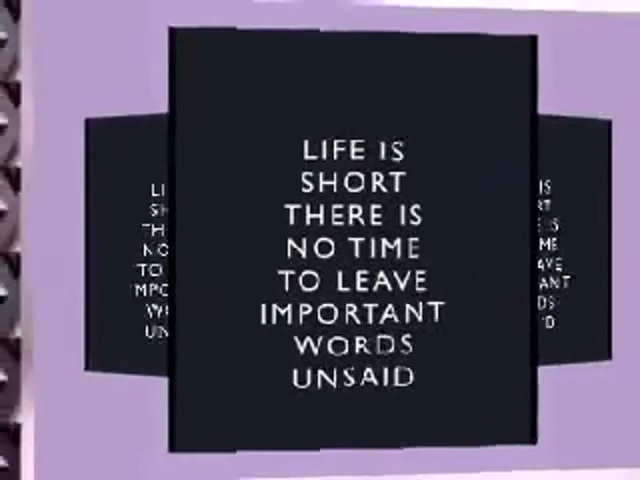 LIFE IS
SHORT
THERE IS
NO TIME
TO LEAVE
IMPORTANT
WORDS
UNSAID